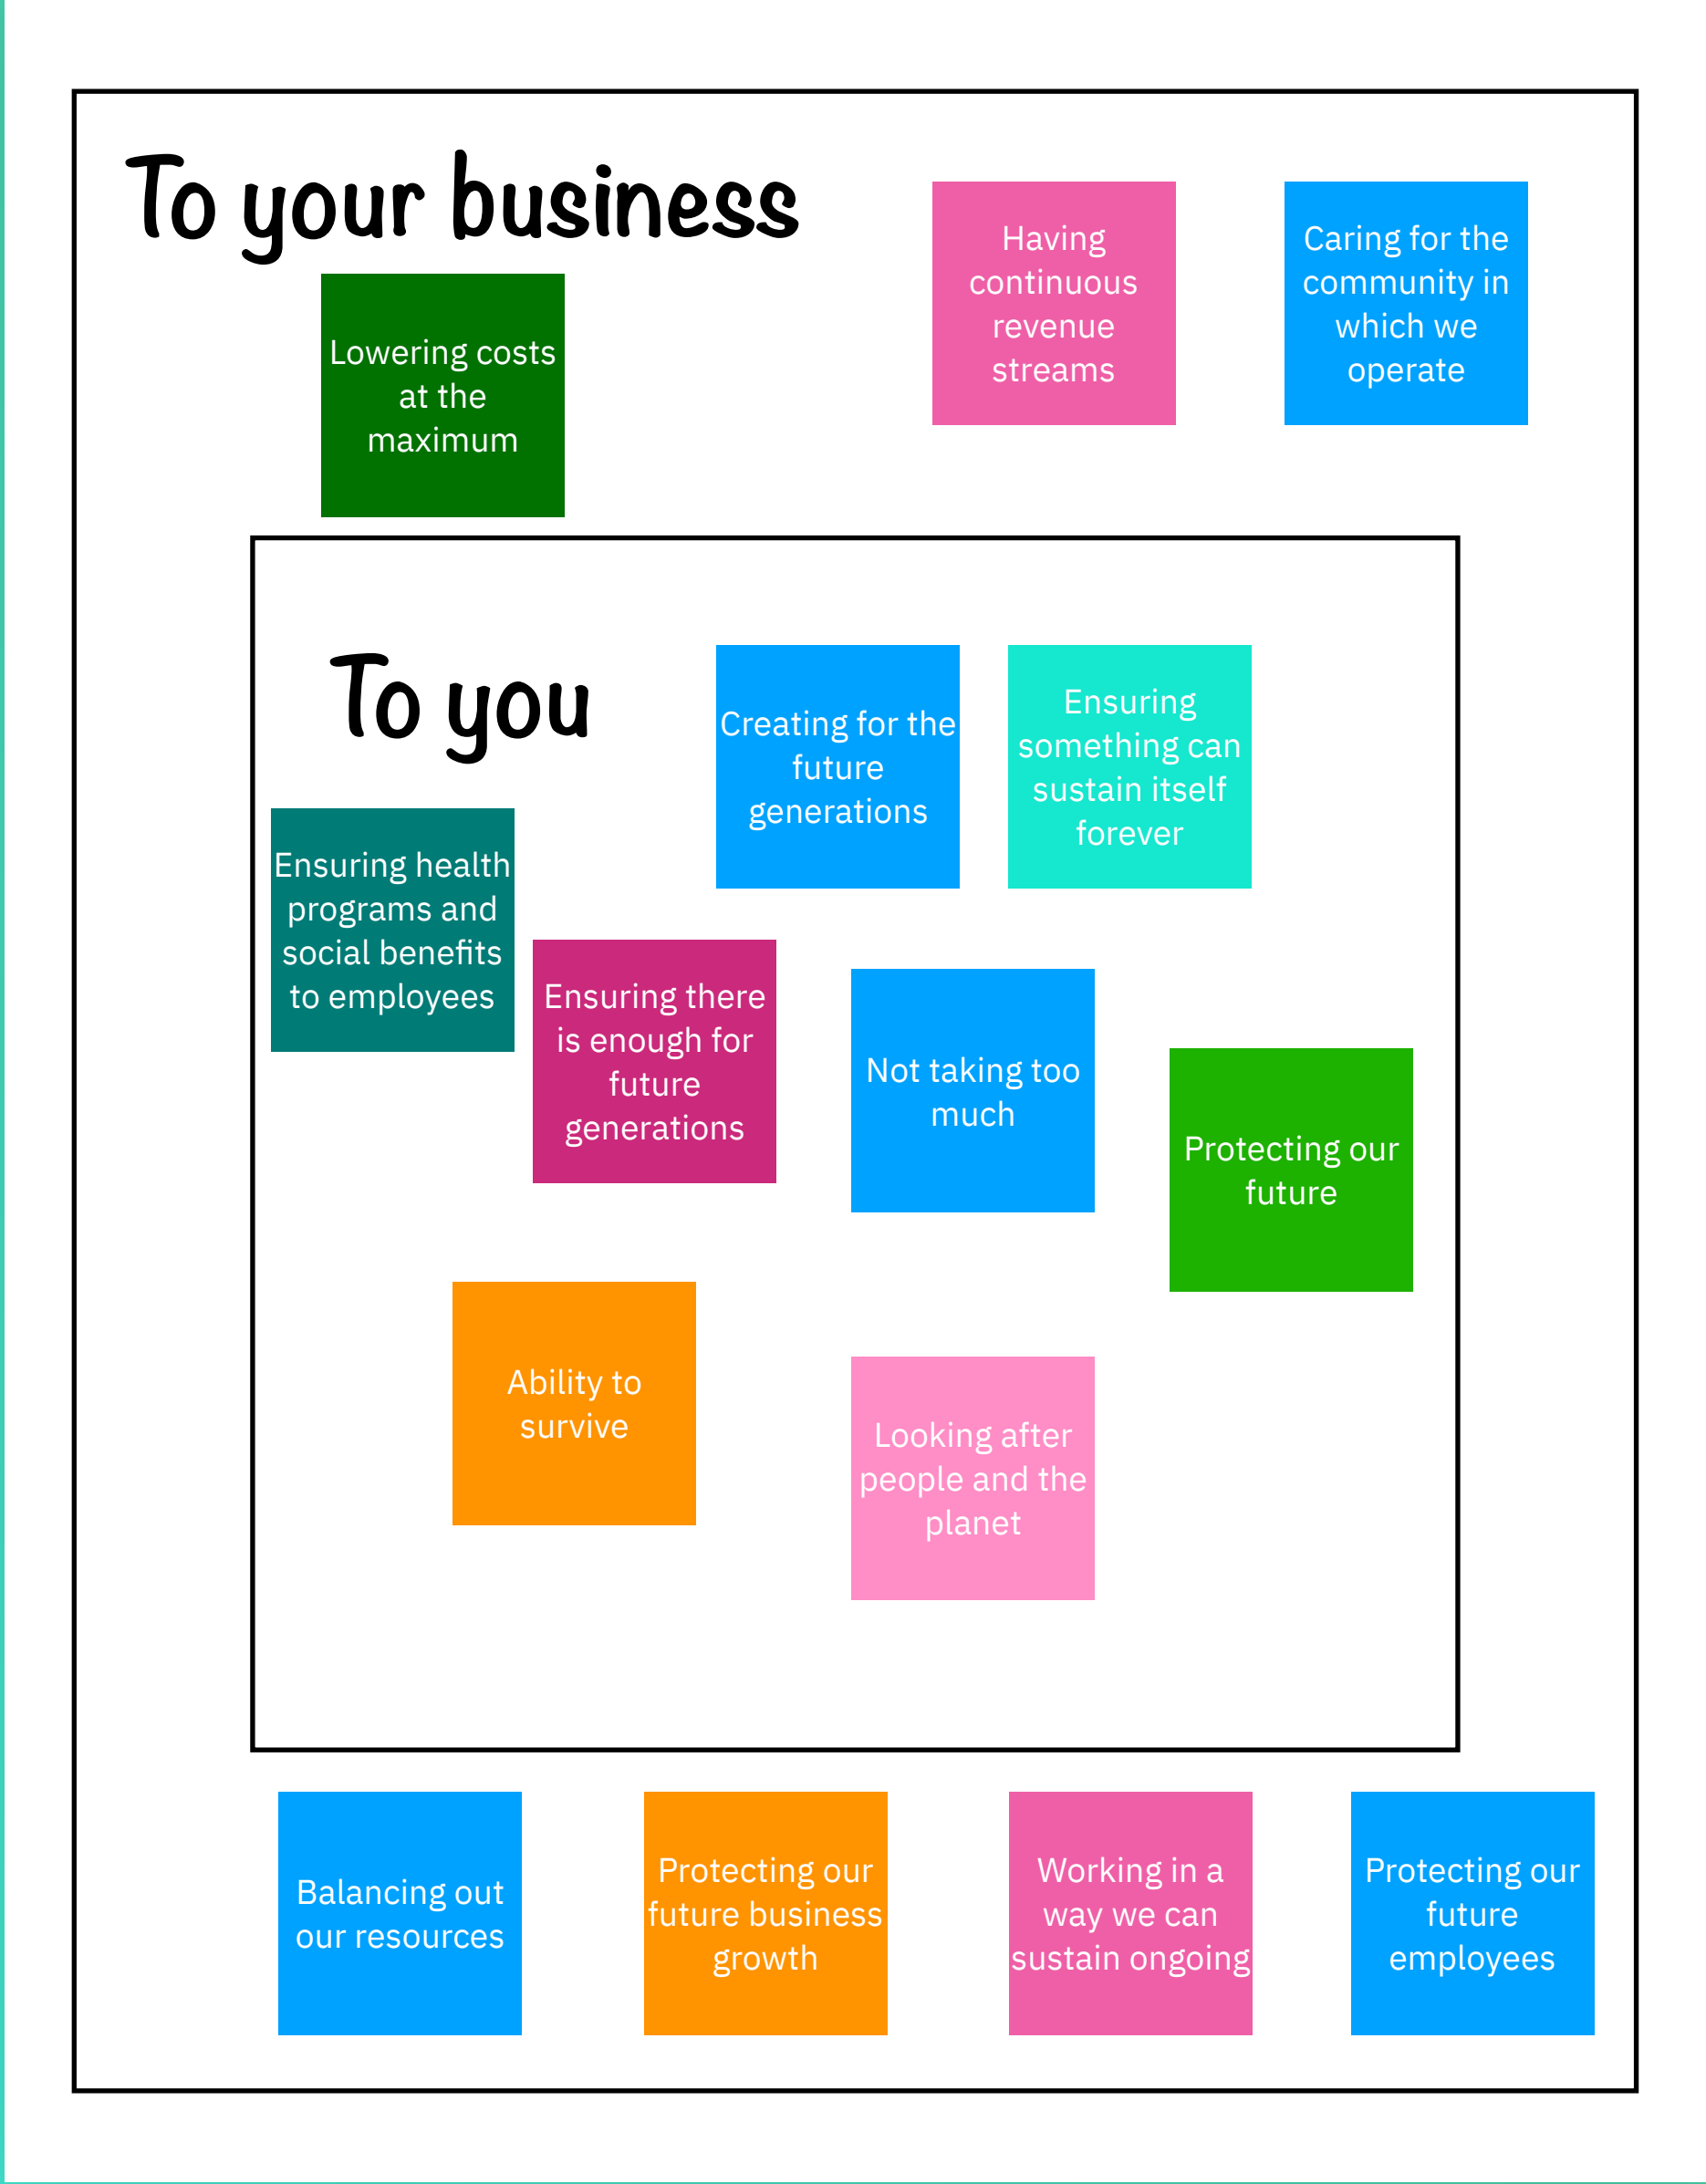 To your business
Having
continuous
revenue
streams
Caring for the
community in
which we
operate
Lowering costs
at the
maximum
To you
Creating for the
future
generations
Ensuring
something can
sustain itself
forever
Ensuring health
programs and
social benefits
to employees
Ensuring there
is enough for
future
generations
Not taking too
much
Protecting our
future
Ability to
survive
Looking after
people and the
planet
Balancing out
our resources
Protecting our
future business
growth
Working in a
way we can
sustain ongoing
Protecting our
future
employees